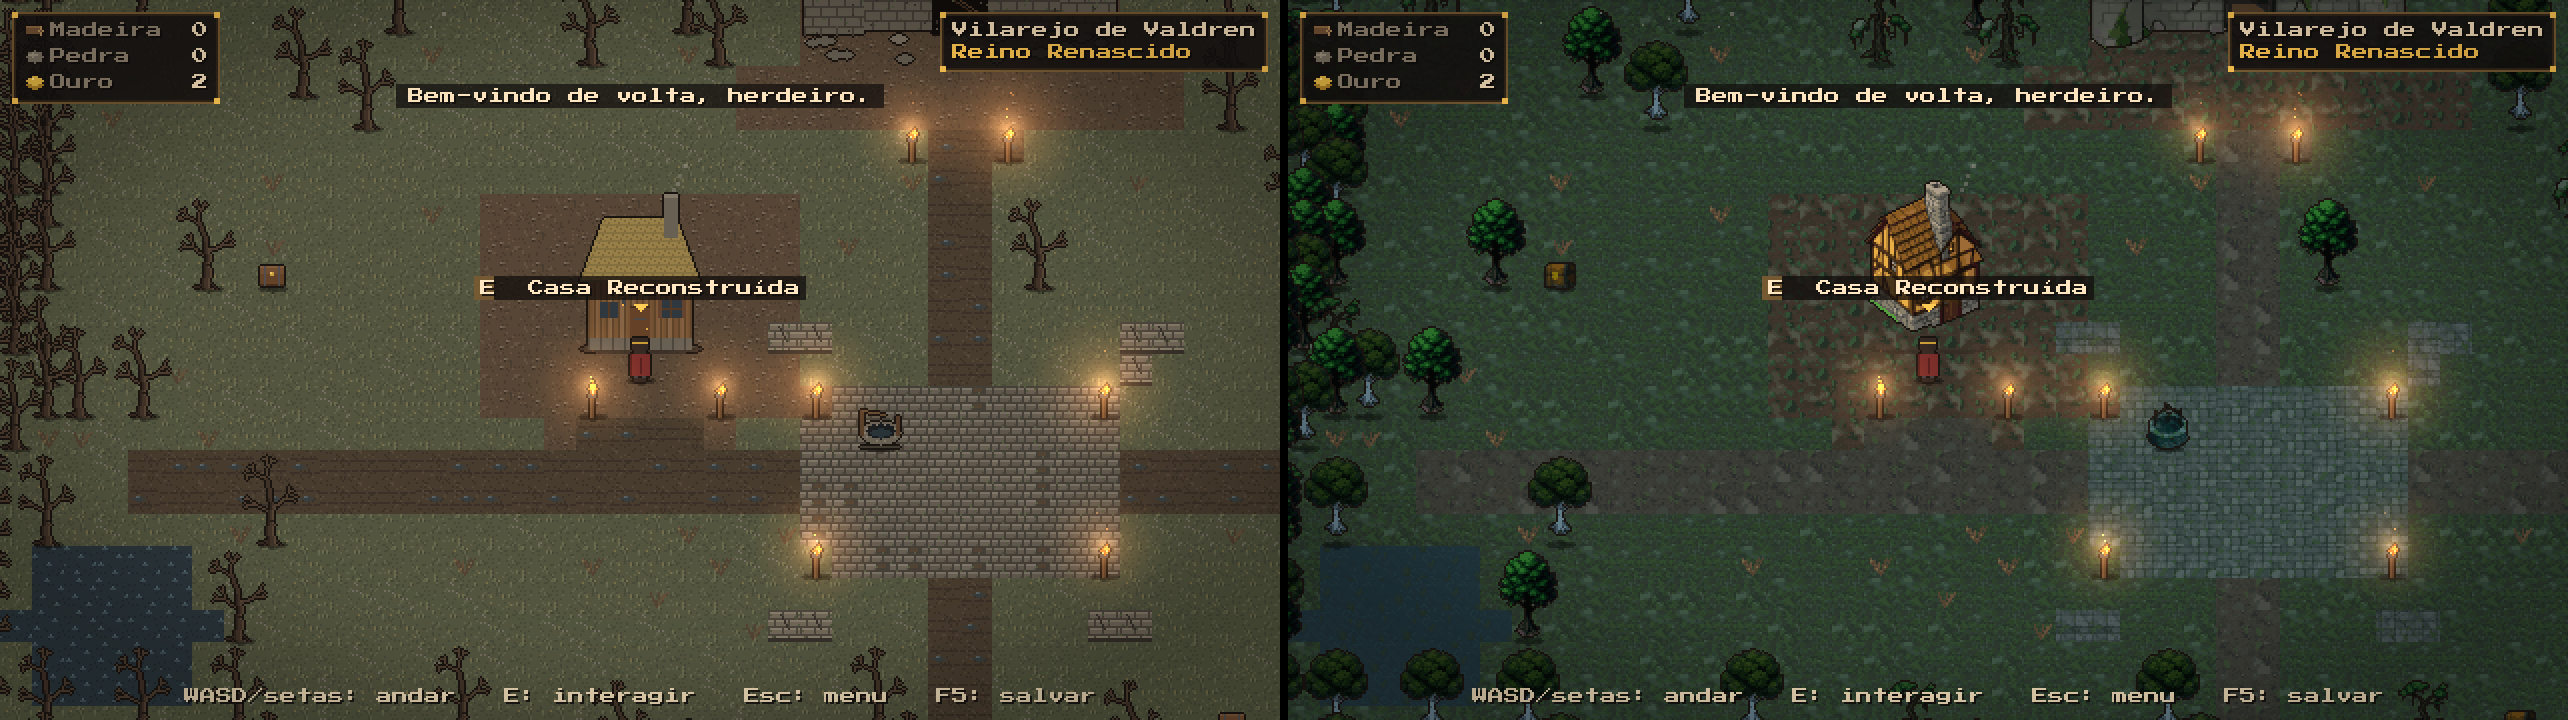 Madeira 0
Pedra 0
Ouro 2
Vilarejo de Valdren
Reino Renascido
Bem-vindo de volta, herdeiro.
E Casa Reconstruída
WASD/setas: andar E: interagir Esc: menu F5: salvar
Madeira 0
Pedra 0
Ouro 2
Vilarejo de Valdren
Reino Renascido
Bem-vindo de volta, herdeiro.
E Casa Reconstruída
WASD/setas: andar E: interagir Esc: menu F5: salvar